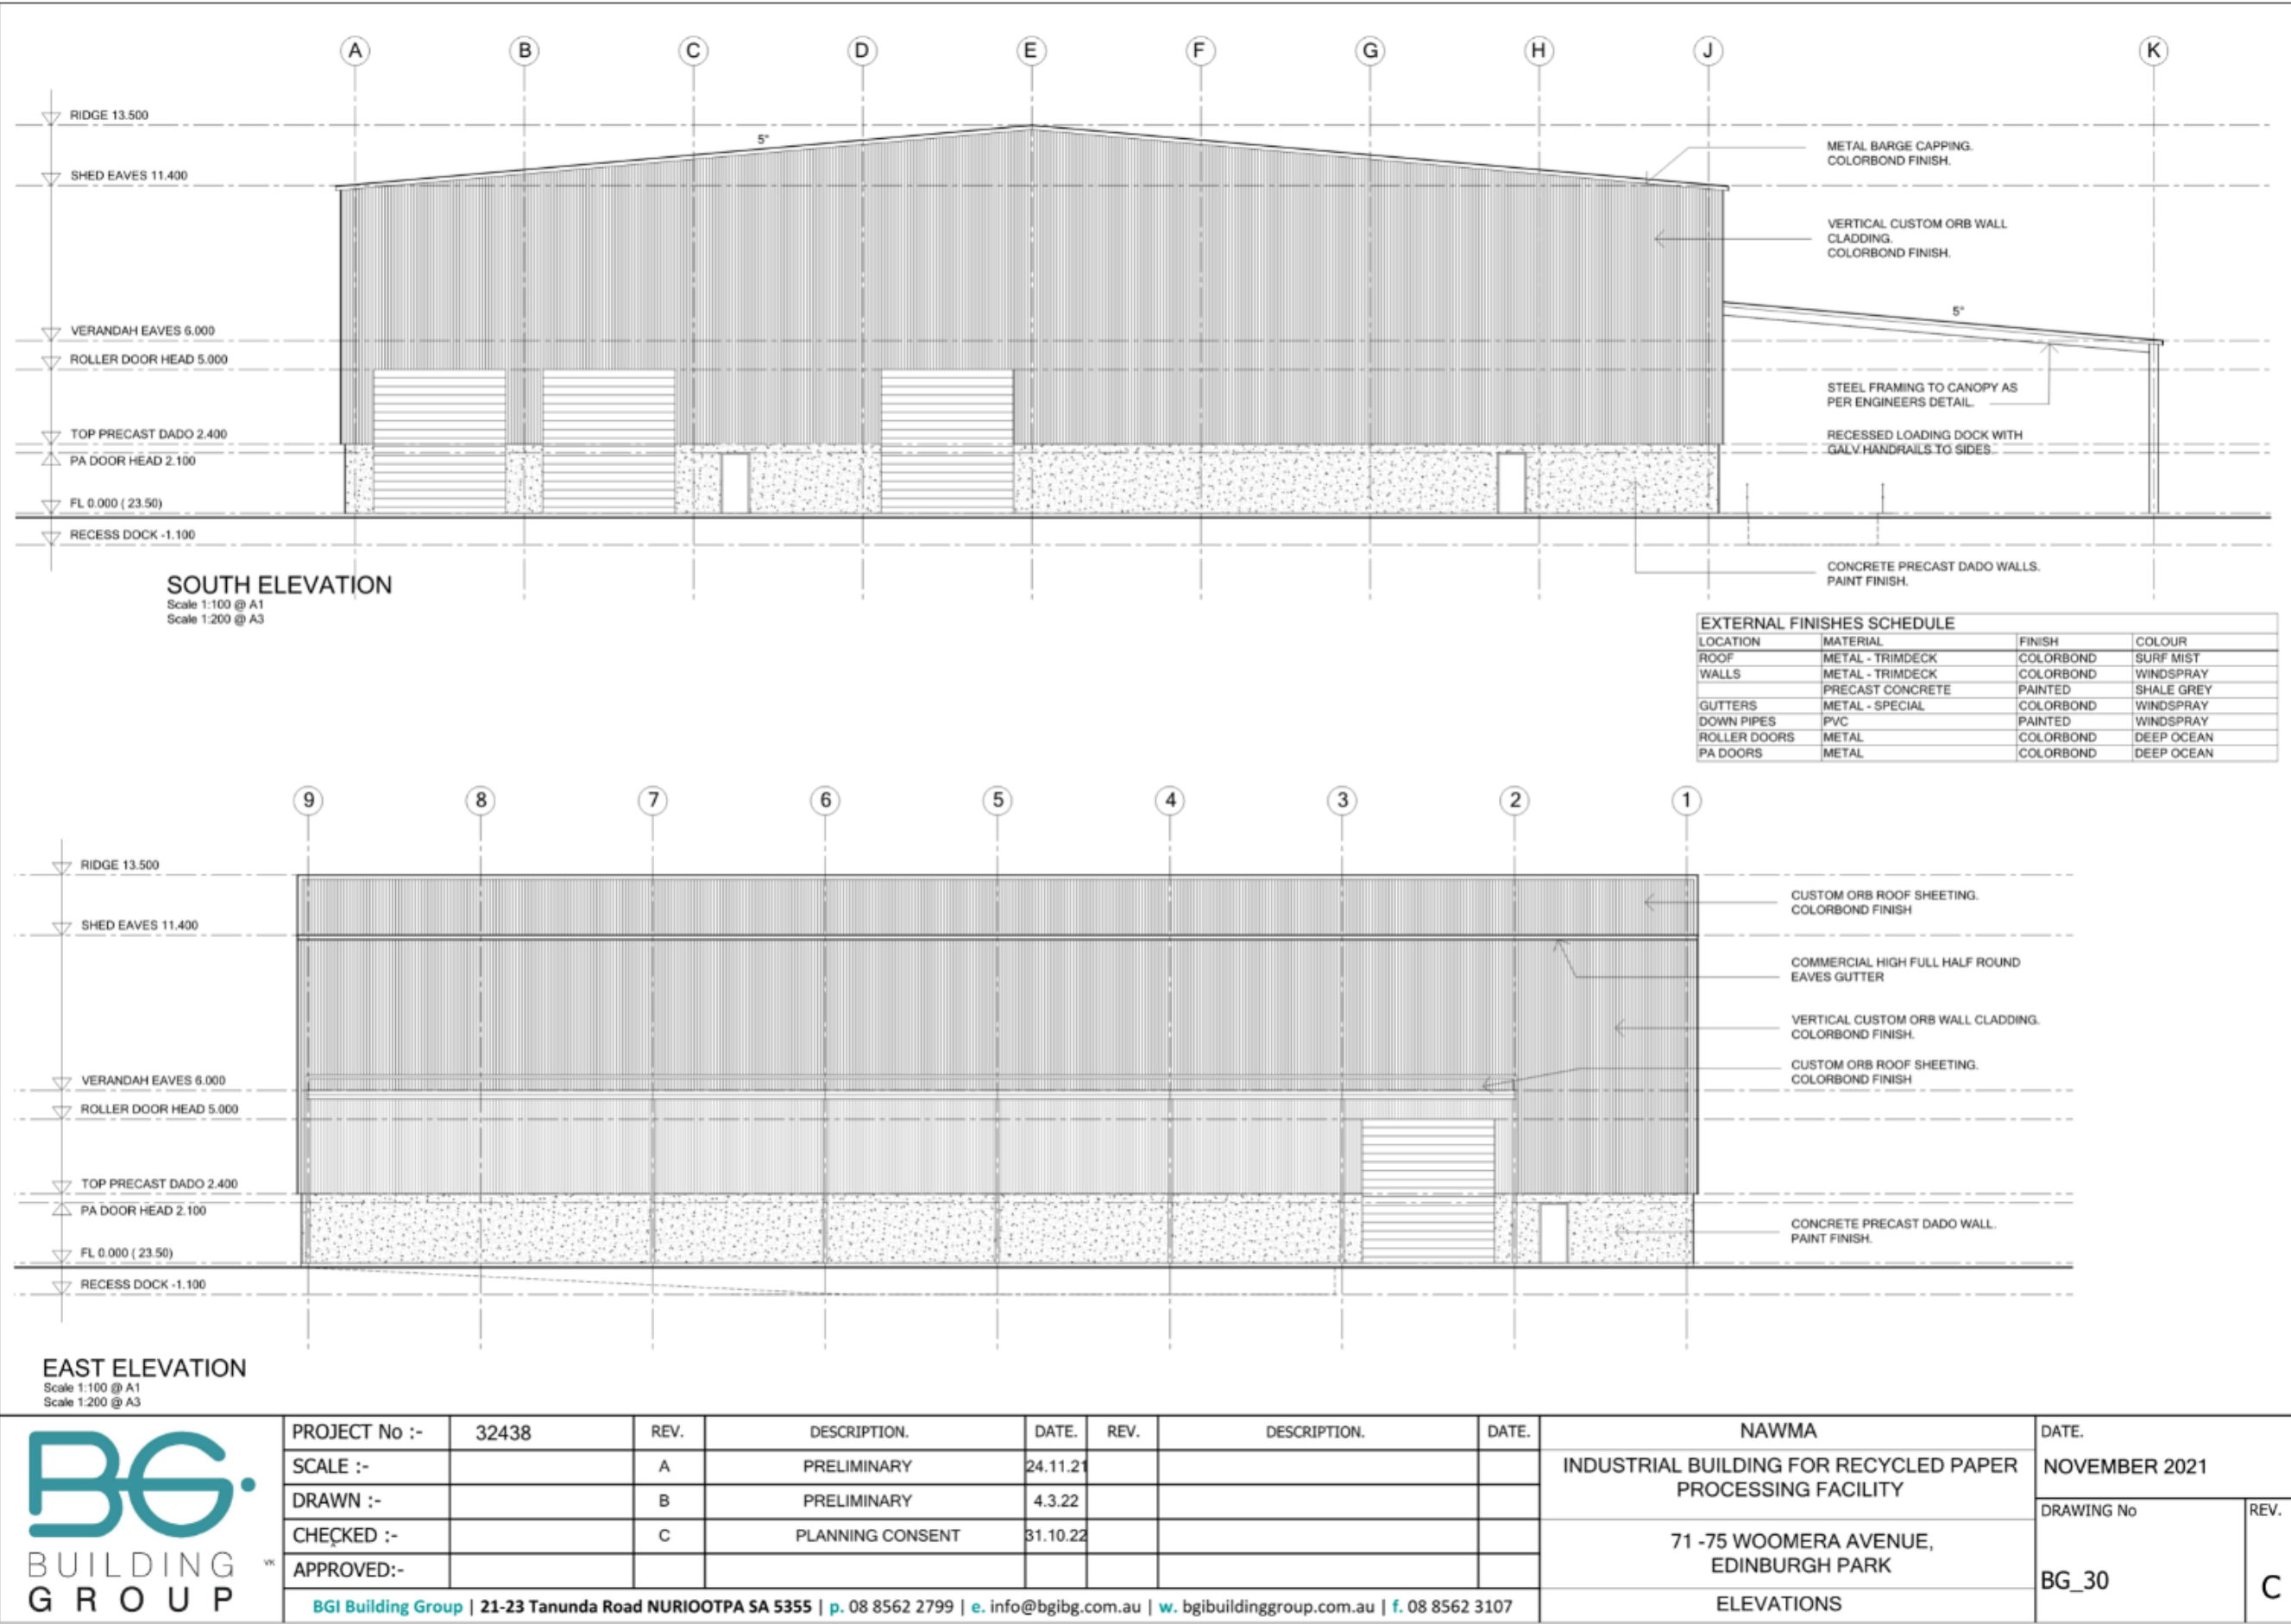 A B C D E F G H J K
RIDGE 13.500
5°
METAL BARGE CAPPING.
COLORBOND FINISH.
SHED EAVES 11.400
VERTICAL CUSTOM ORB WALL
CLADDING.
COLORBOND FINISH.
5°
VERANDAH EAVES 6.000
ROLLER DOOR HEAD 5.000
STEEL FRAMING TO CANOPY AS
PER ENGINEERS DETAIL.
TOP PRECAST DADO 2.400
RECESSED LOADING DOCK WITH
GALV HANDRAILS TO SIDES
PA DOOR HEAD 2.100
FL 0.000 ( 23.50)
RECESS DOCK -1.100
CONCRETE PRECAST DADO WALLS.
PAINT FINISH.
SOUTH ELEVATION
Scale 1:100 @ A1
Scale 1:200 @ A3
EXTERNAL FINISHES SCHEDULE
LOCATION MATERIAL FINISH COLOUR
ROOF METAL - TRIMDECK COLORBOND SURF MIST
WALLS METAL - TRIMDECK COLORBOND WINDSPRAY
PRECAST CONCRETE PAINTED SHALE GREY
GUTTERS METAL - SPECIAL COLORBOND WINDSPRAY
DOWN PIPES PVC PAINTED WINDSPRAY
ROLLER DOORS METAL COLORBOND DEEP OCEAN
PA DOORS METAL COLORBOND DEEP OCEAN
9 8 7 6 5 4 3 2 1
RIDGE 13.500
CUSTOM ORB ROOF SHEETING.
COLORBOND FINISH
SHED EAVES 11.400
COMMERCIAL HIGH FULL HALF ROUND
EAVES GUTTER
VERTICAL CUSTOM ORB WALL CLADDING.
COLORBOND FINISH.
CUSTOM ORB ROOF SHEETING.
COLORBOND FINISH
VERANDAH EAVES 6.000
ROLLER DOOR HEAD 5.000
TOP PRECAST DADO 2.400
PA DOOR HEAD 2.100
CONCRETE PRECAST DADO WALL.
PAINT FINISH.
FL 0.000 ( 23.50)
RECESS DOCK -1.100
EAST ELEVATION
Scale 1:100 @ A1
Scale 1:200 @ A3
BG.
BUILDING
GROUP
VK
PROJECT No :- 32438 REV. DESCRIPTION. DATE. REV. DESCRIPTION. DATE.
SCALE :- A PRELIMINARY 24.11.21
DRAWN :- B PRELIMINARY 4.3.22
CHECKED :- C PLANNING CONSENT 31.10.22
APPROVED:-
BGI Building Group | 21-23 Tanunda Road NURIOOTPA SA 5355 | p. 08 8562 2799 | e. info@bgibg.com.au | w. bgibuildinggroup.com.au | f. 08 8562 3107
NAWMA
INDUSTRIAL BUILDING FOR RECYCLED PAPER
PROCESSING FACILITY
71 -75 WOOMERA AVENUE,
EDINBURGH PARK
ELEVATIONS
DATE.
NOVEMBER 2021
DRAWING No REV.
BG_30 C